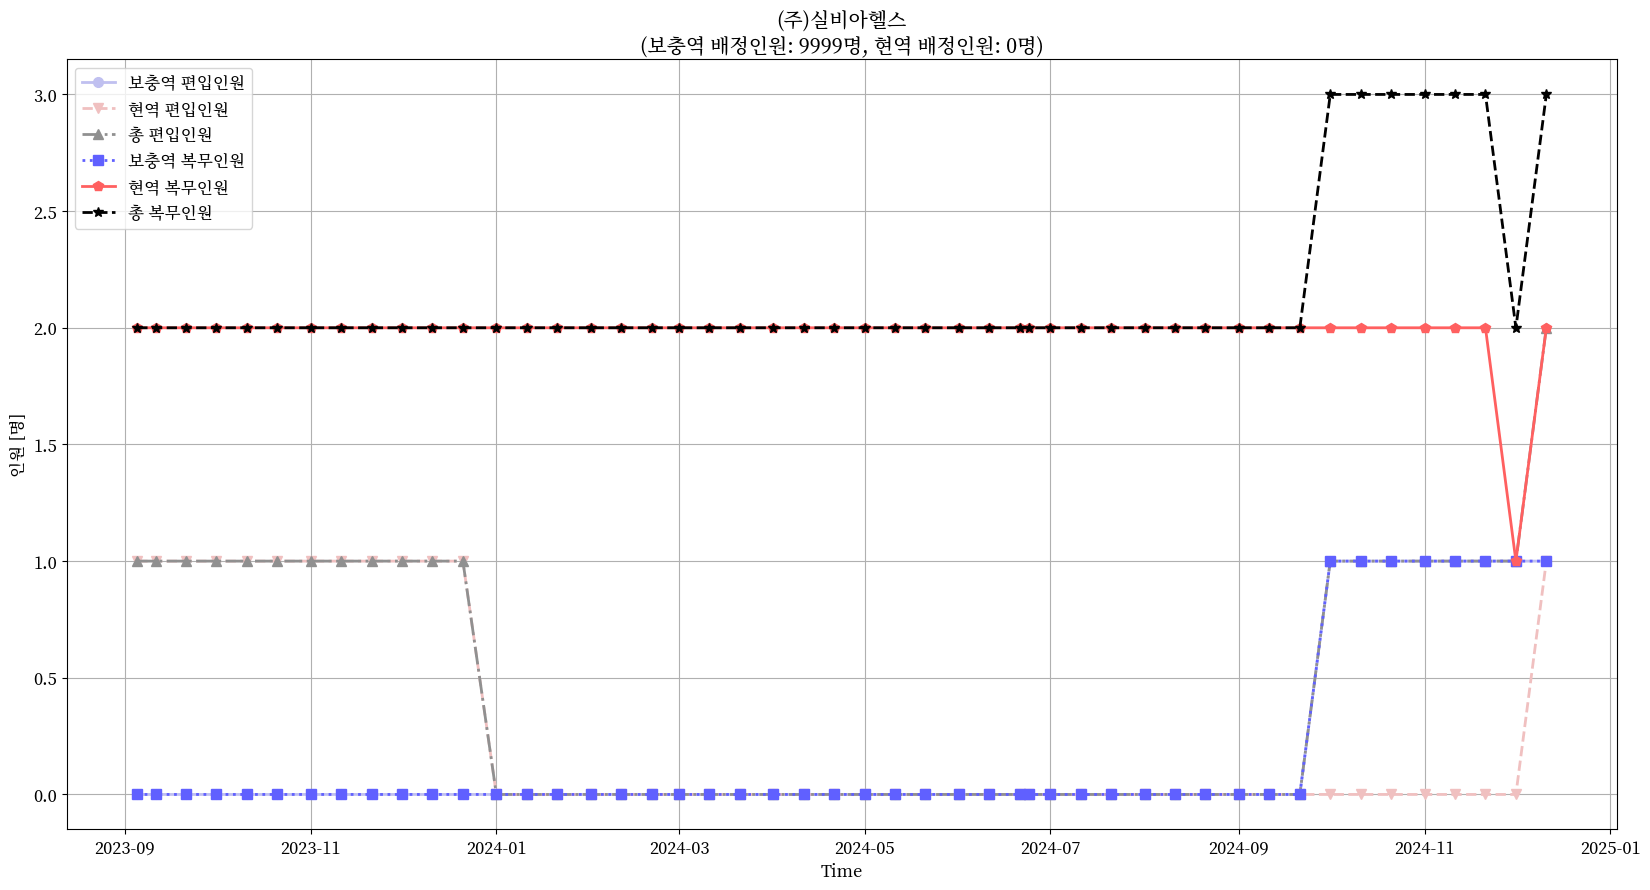 (주)실비아헬스
(보충역 배정인원: 9999명, 현역 배정인원: 0명)
보충역 편입인원
현역 편입인원
총 편입인원
보충역 복무인원
현역 복무인원
총 복무인원
인원 [명]
3.0
2.5
2.0
1.5
1.0
0.5
0.0
2023-09
2023-11
2024-01
2024-03
2024-05
2024-07
2024-09
2024-11
2025-01
Time